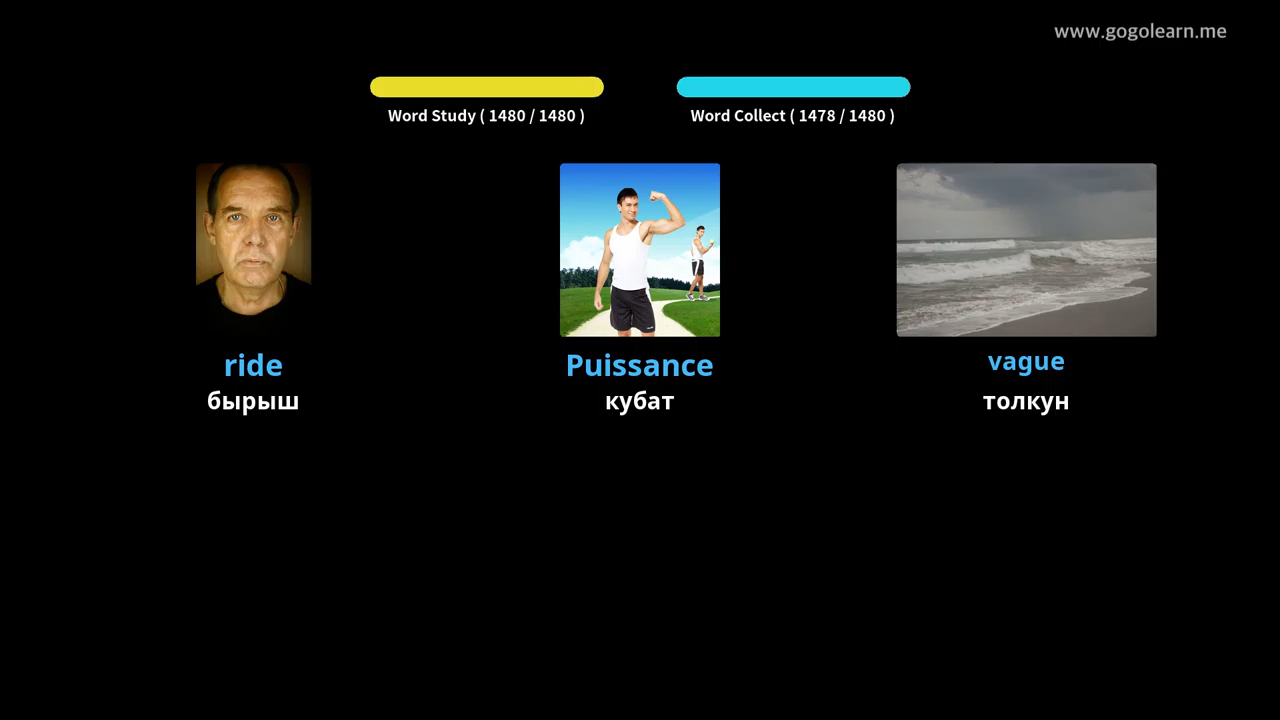 www.gogolearn.me
Word Study ( 1480 / 1480 )
Word Collect ( 1478 / 1480 )
ride
Puissance
vague
бырыш
кубат
толкун